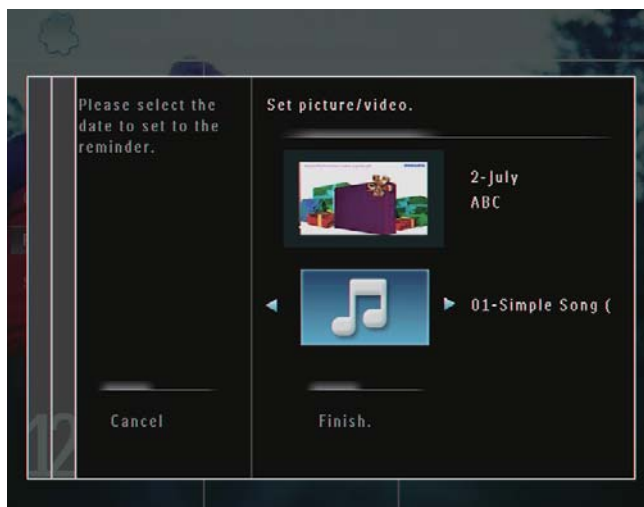 Please select the
date to set to the
reminder.
Cancel
Set picture/video.
2-July
ABC
01-Simple Song (
Finish.
12